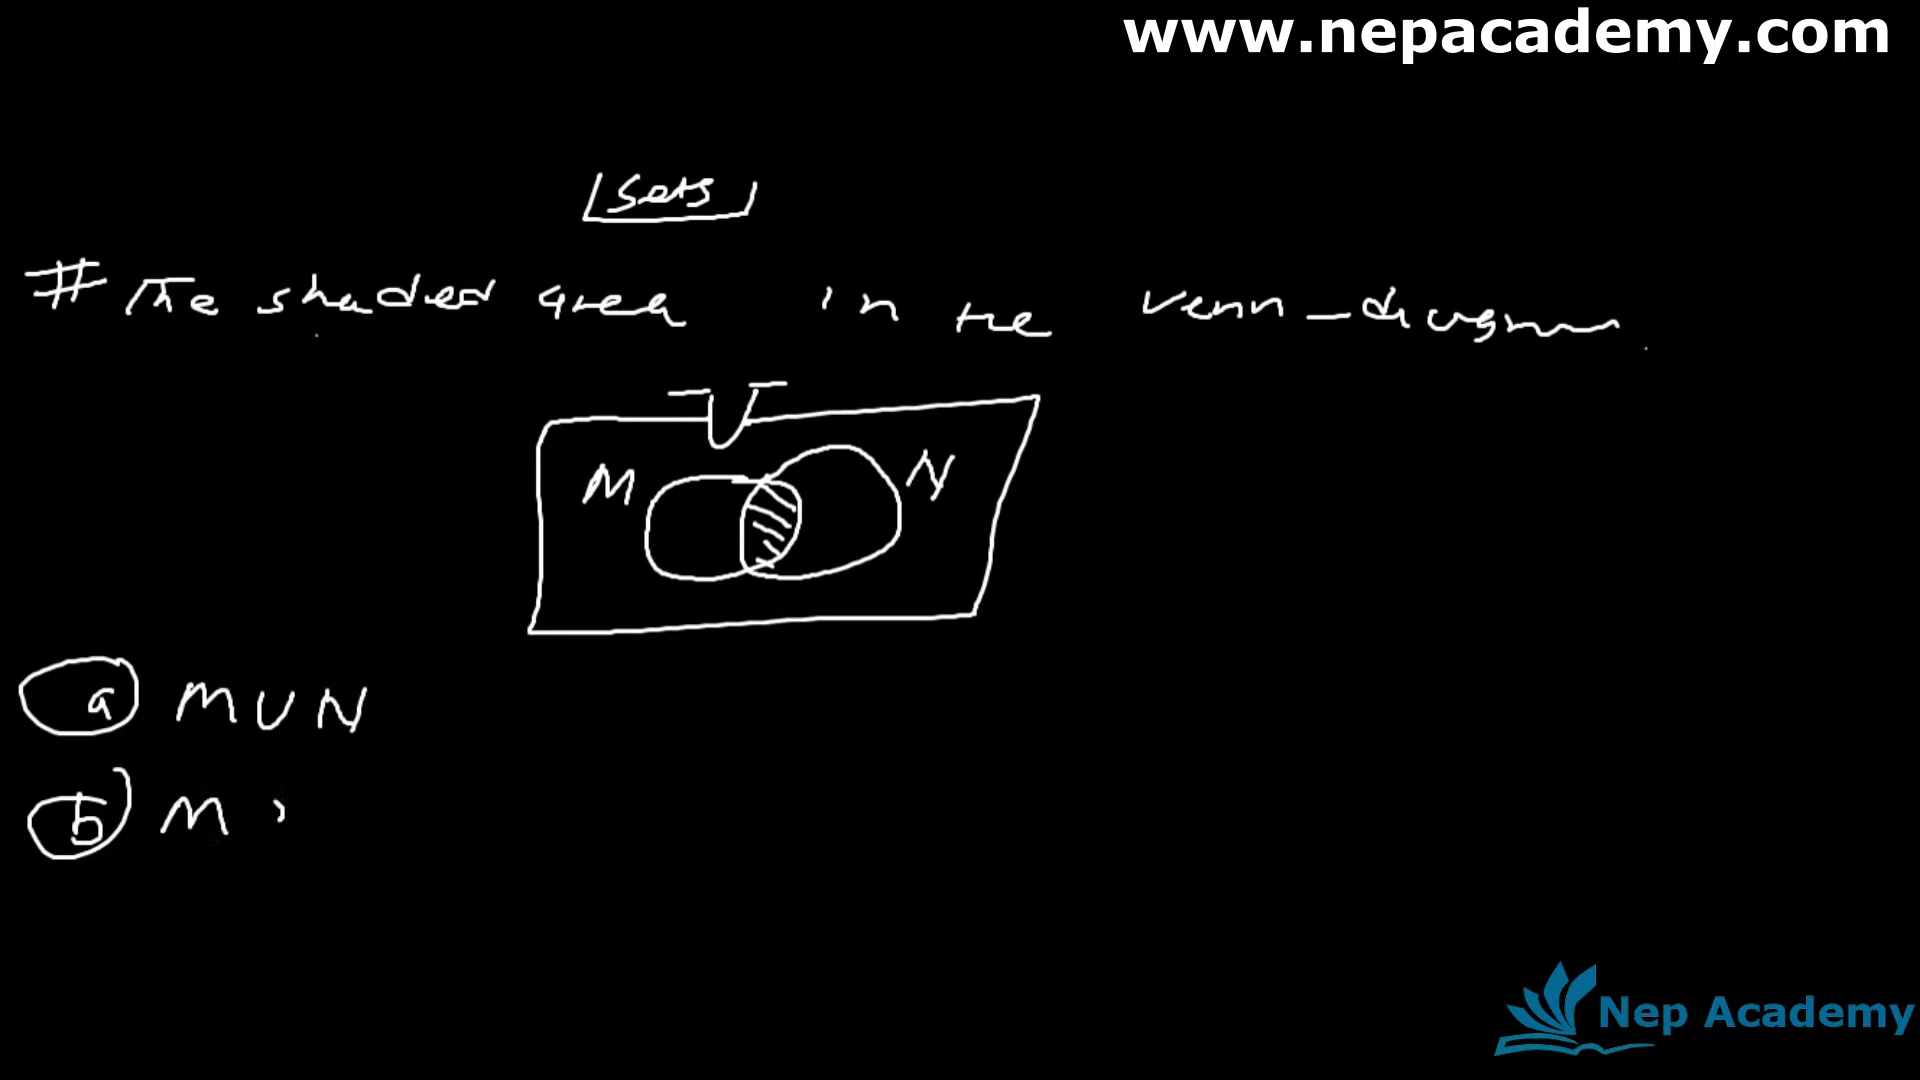 www.nepacademy.com
Sets
# The shaded area in the venn-diagram
U
M N
a M U N
b) M
Nep Academy